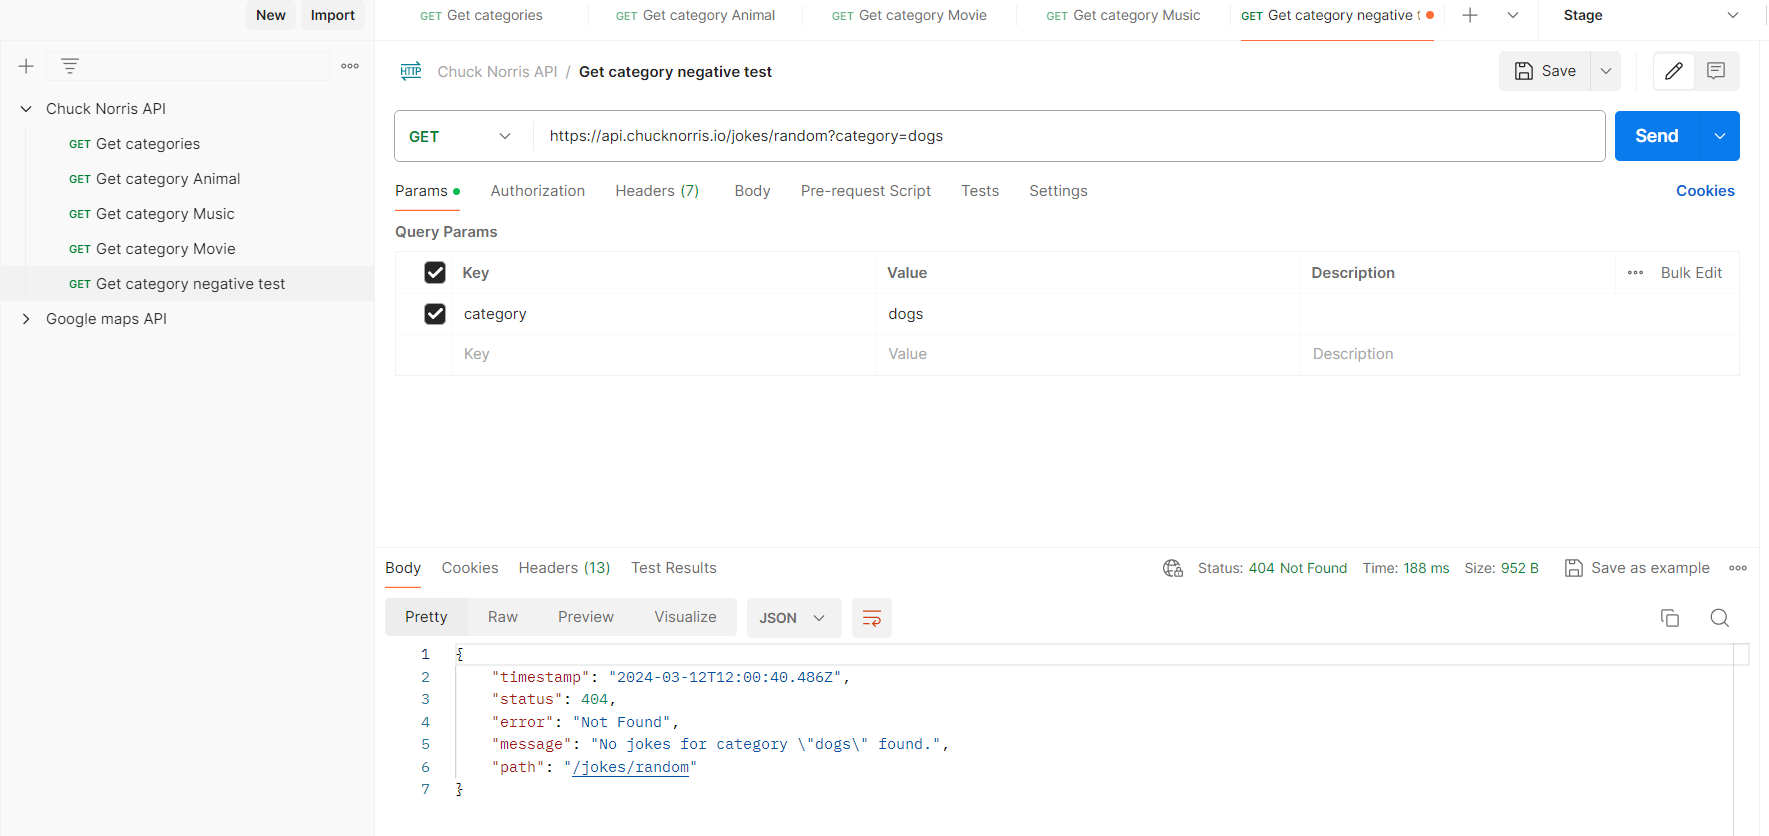 New Import
GET Get categories
GET Get category Animal
GET Get category Movie
GET Get category Music
GET Get category negative
Stage
Chuck Norris API
GET Get categories
GET Get category Animal
GET Get category Music
GET Get category Movie
GET Get category negative test
Google maps API
HTTP Chuck Norris API / Get category negative test
Save
GET https://api.chucknorris.io/jokes/random?category=dogs
Send
Params Authorization Headers (7) Body Pre-request Script Tests Settings Cookies
Query Params
Key Value Description Bulk Edit
category dogs
Key Value Description
Body Cookies Headers (13) Test Results Status: 404 Not Found Time: 188 ms Size: 952 B Save as example
Pretty Raw Preview Visualize JSON
1 {
2 "timestamp": "2024-03-12T12:00:40.486Z",
3 "status": 404,
4 "error": "Not Found",
5 "message": "No jokes for category \"dogs\" found.",
6 "path": "/jokes/random"
7 }